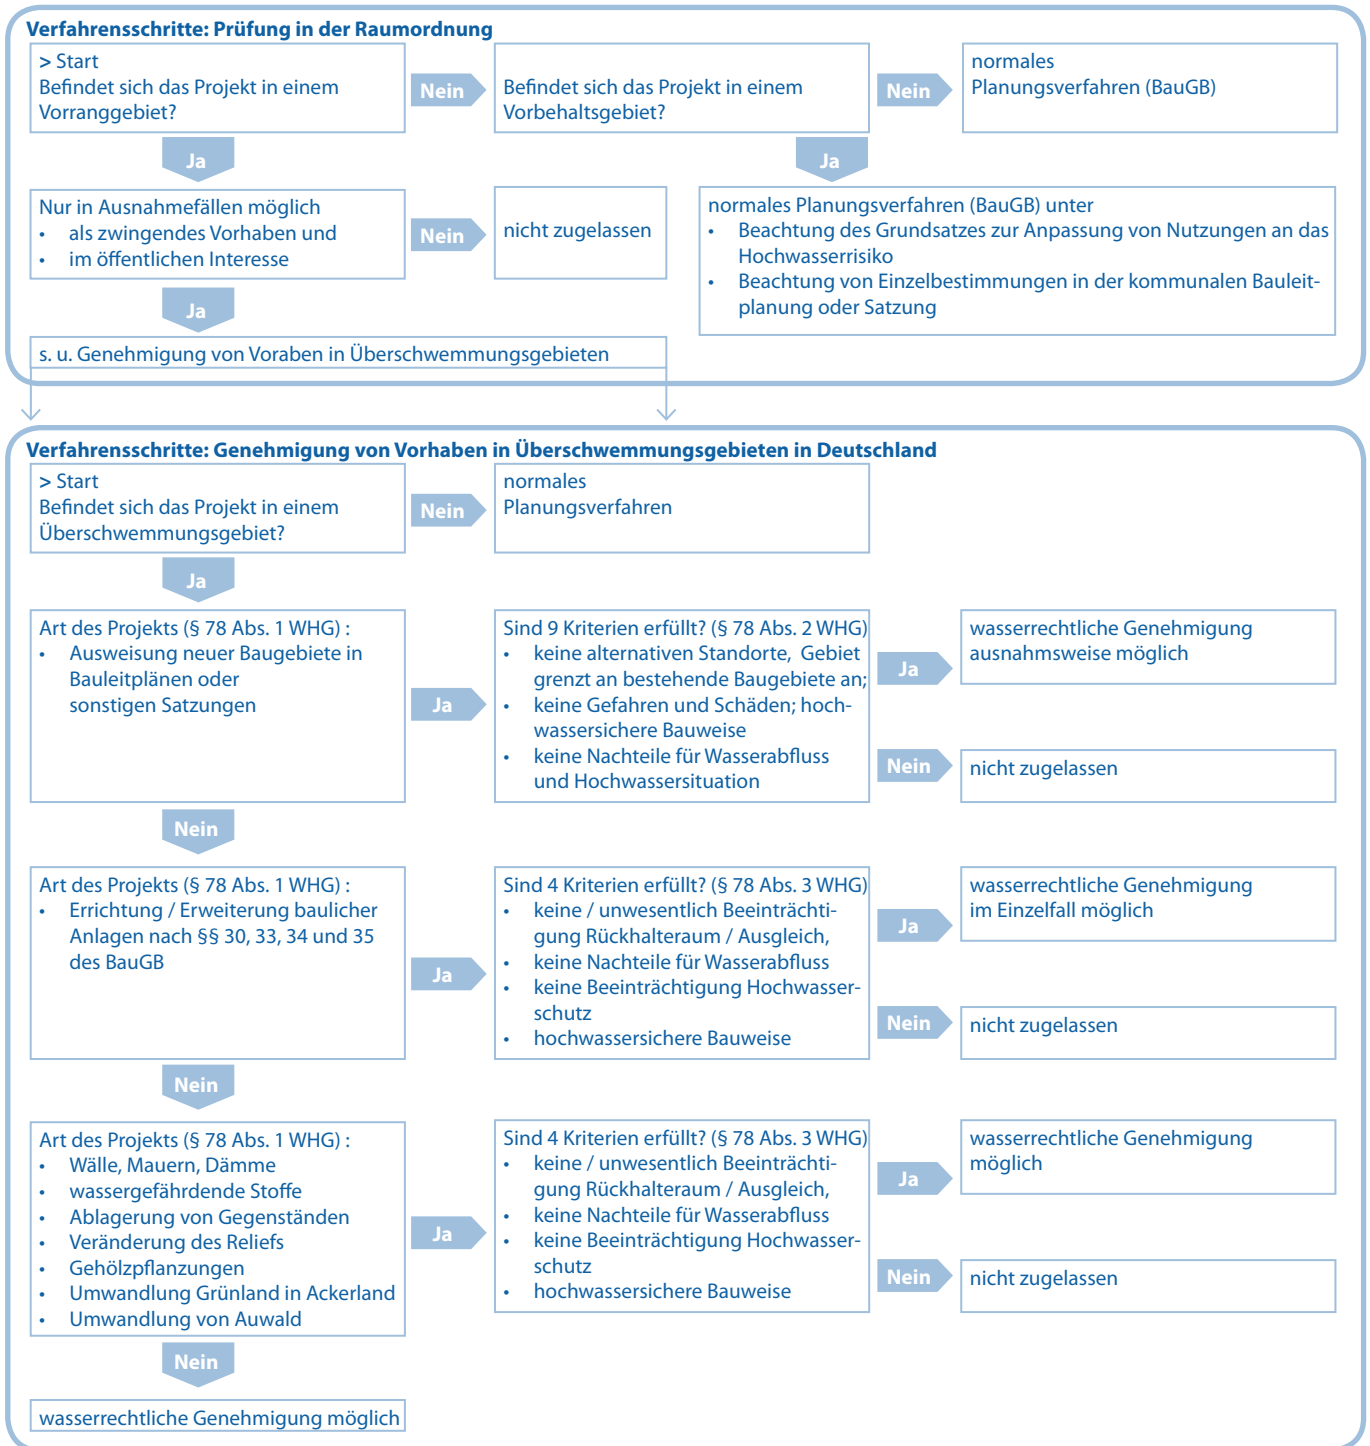 Verfahrensschritte: Prüfung in der Raumordnung
> Start
Befindet sich das Projekt in einem
Vorranggebiet?
Nein
Befindet sich das Projekt in einem
Vorbehaltsgebiet?
Nein
normales
Planungsverfahren (BauGB)
Ja
Ja
Nur in Ausnahmefällen möglich
• als zwingendes Vorhaben und
• im öffentlichen Interesse
Nein
nicht zugelassen
normales Planungsverfahren (BauGB) unter
• Beachtung des Grundsatzes zur Anpassung von Nutzungen an das
Hochwasserrisiko
• Beachtung von Einzelbestimmungen in der kommunalen Bauleit-
planung oder Satzung
Ja
s. u. Genehmigung von Voraben in Überschwemmungsgebieten
Verfahrensschritte: Genehmigung von Vorhaben in Überschwemmungsgebieten in Deutschland
> Start
Befindet sich das Projekt in einem
Überschwemmungsgebiet?
Nein
normales
Planungsverfahren
Ja
Art des Projekts (§ 78 Abs. 1 WHG) :
• Ausweisung neuer Baugebiete in
Bauleitplänen oder
sonstigen Satzungen
Ja
Sind 9 Kriterien erfüllt? (§ 78 Abs. 2 WHG)
• keine alternativen Standorte, Gebiet
grenzt an bestehende Baugebiete an;
• keine Gefahren und Schäden; hoch-
wassersichere Bauweise
• keine Nachteile für Wasserabfluss
und Hochwassersituation
Ja
wasserrechtliche Genehmigung
ausnahmsweise möglich
Nein
nicht zugelassen
Nein
Art des Projekts (§ 78 Abs. 1 WHG) :
• Errichtung / Erweiterung baulicher
Anlagen nach §§ 30, 33, 34 und 35
des BauGB
Ja
Sind 4 Kriterien erfüllt? (§ 78 Abs. 3 WHG)
• keine / unwesentlich Beeinträchti-
gung Rückhalteraum / Ausgleich,
• keine Nachteile für Wasserabfluss
• keine Beeinträchtigung Hochwasser-
schutz
• hochwassersichere Bauweise
Ja
wasserrechtliche Genehmigung
im Einzelfall möglich
Nein
nicht zugelassen
Nein
Art des Projekts (§ 78 Abs. 1 WHG) :
• Wälle, Mauern, Dämme
• wassergefährdende Stoffe
• Ablagerung von Gegenständen
• Veränderung des Reliefs
• Gehölzpflanzungen
• Umwandlung Grünland in Ackerland
• Umwandlung von Auwald
Ja
Sind 4 Kriterien erfüllt? (§ 78 Abs. 3 WHG)
• keine / unwesentlich Beeinträchti-
gung Rückhalteraum / Ausgleich,
• keine Nachteile für Wasserabfluss
• keine Beeinträchtigung Hochwasser-
schutz
• hochwassersichere Bauweise
Ja
wasserrechtliche Genehmigung
möglich
Nein
nicht zugelassen
Nein
wasserrechtliche Genehmigung möglich